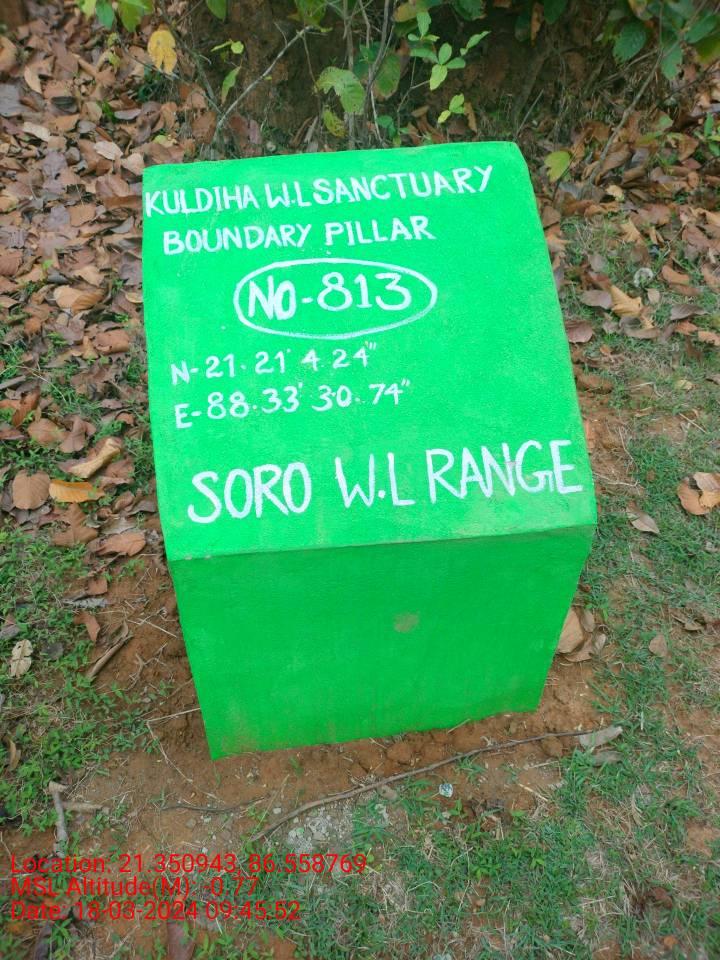 KULDIHA W.L SANCTUARY
BOUNDARY PILLAR
NO-813
N-21.21' 4.24"
E-88.33' 30.74"
SORO W.L RANGE
Location: 21.350943, 86.558769
MSL Altitude(M): -0.77
Date: 18-03-2024 09:45:52